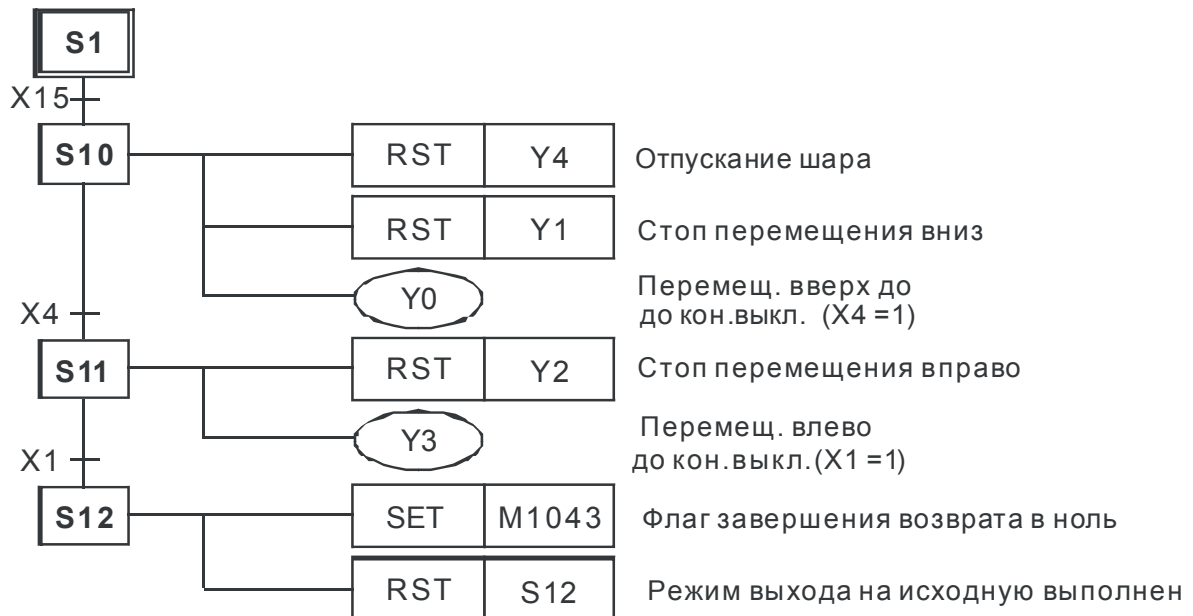 S1
X15
S10 RST Y4 Отпускание шара
RST Y1 Стоп перемещения вниз
Y0 Перемещ. вверх до
до кон.выкл. (X4 =1)
X4
S11 RST Y2 Стоп перемещения вправо
Y3 Перемещ. влево
до кон.выкл.(X1 =1)
X1
S12 SET M1043 Флаг завершения возврата в ноль
RST S12 Режим выхода на исходную выполнен